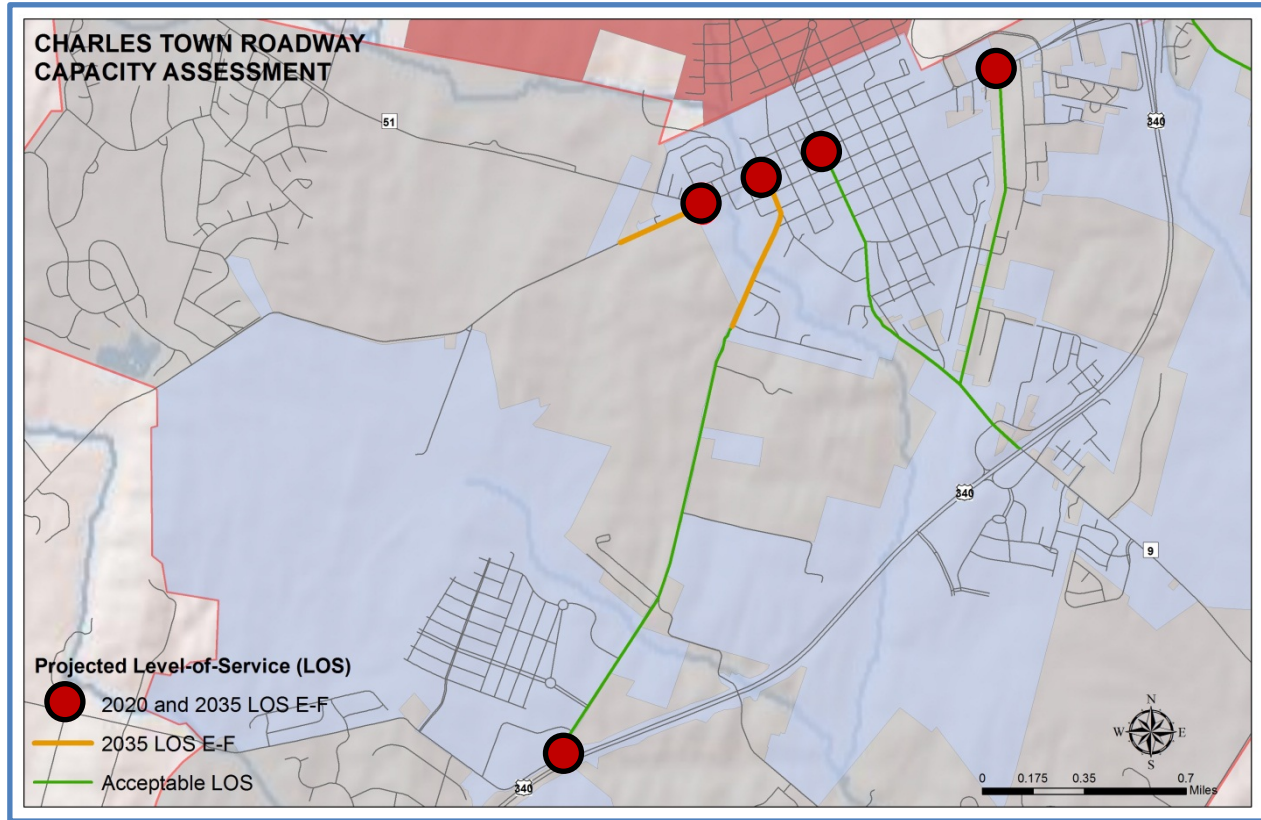 CHARLES TOWN ROADWAY
CAPACITY ASSESSMENT
51
340
340
9
340
Projected Level-of-Service (LOS)
2020 and 2035 LOS E-F
2035 LOS E-F
Acceptable LOS
N
W E
S
0 0.175 0.35 0.7
Miles